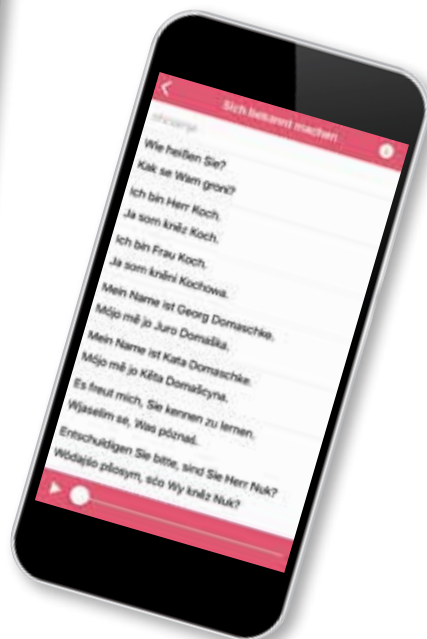 Sich bekannt machen
Wie heißen Sie?
Kak se Wam groni?
Ich bin Herr Koch.
Ja som kněz Koch.
Ich bin Frau Koch.
Ja som kněni Kochowa.
Mein Name ist Georg Domaschke.
Mójo mě jo Juro Domaška.
Mein Name ist Kata Domaschke.
Mójo mě jo Kěta Domašcyna.
Es freut mich, Sie kennen zu lernen.
Wjaselim se, Was póznaś.
Entschuldigen Sie bitte, sind Sie Herr Nuk?
Wódajśo pšosym, sćo Wy kněz Nuk?